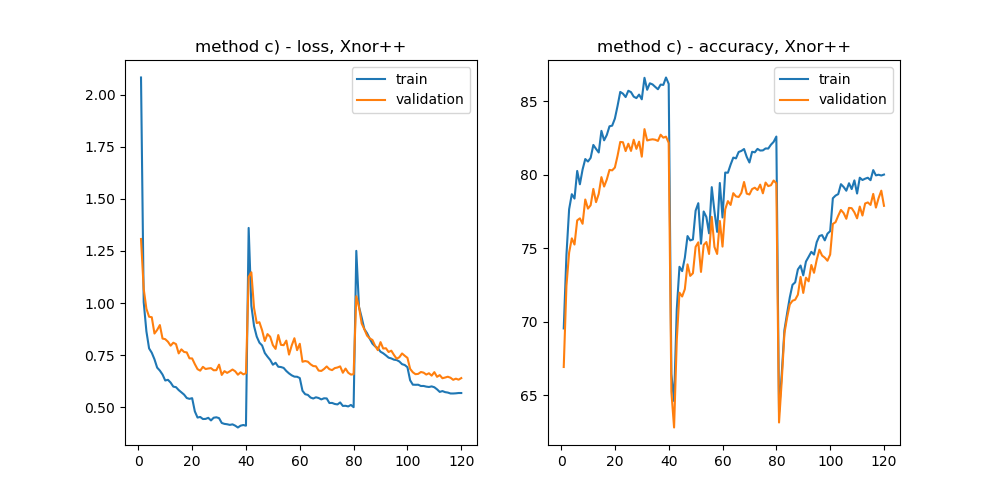 method c) - loss, Xnor++
train
validation
2.00
1.75
1.50
1.25
1.00
0.75
0.50
0 20 40 60 80 100 120
method c) - accuracy, Xnor++
train
validation
85
80
75
70
65
0 20 40 60 80 100 120